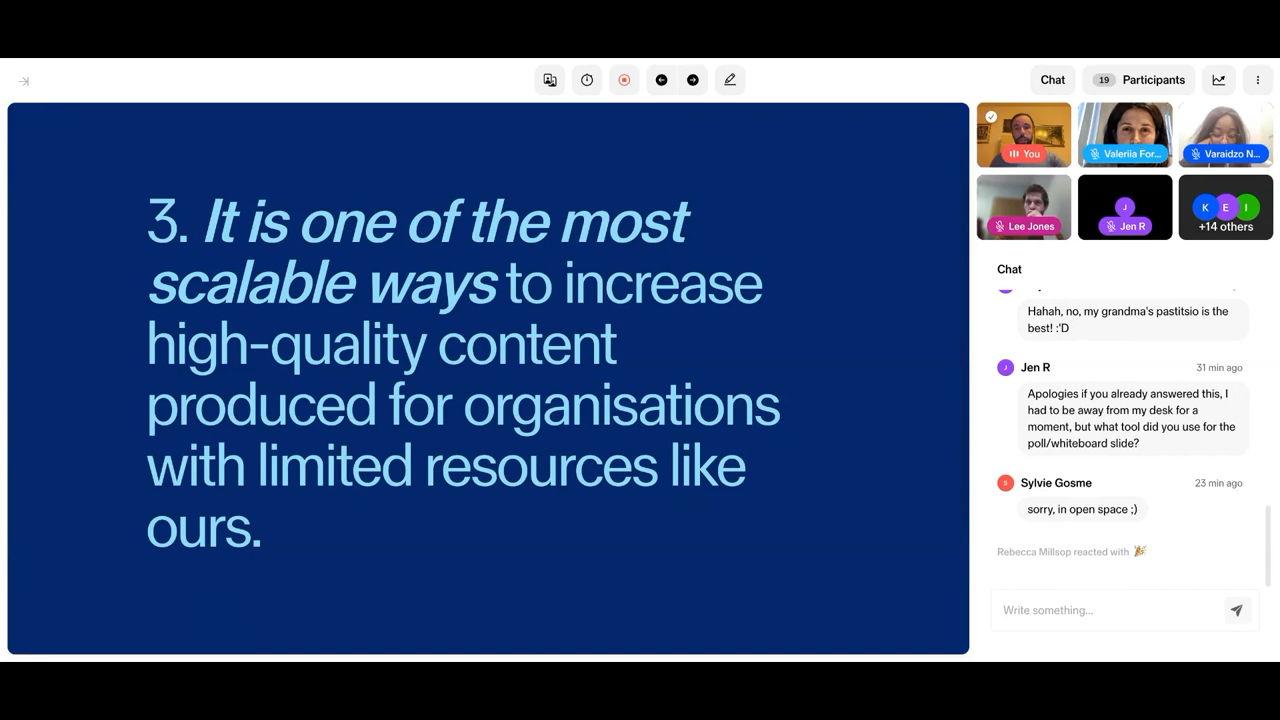 Chat
19 Participants
3. It is one of the most
scalable ways to increase
high-quality content
produced for organisations
with limited resources like
ours.
You
Valeriia For...
Varaidzo N...
Lee Jones
J
Jen R
K E I
+14 others
Chat
Hahah, no, my grandma's pastitsio is the
best! :'D
J Jen R 31 min ago
Apologies if you already answered this, I
had to be away from my desk for a
moment, but what tool did you use for the
poll/whiteboard slide?
S Sylvie Gosme 23 min ago
sorry, in open space ;)
Rebecca Millsop reacted with 🎉
Write something...